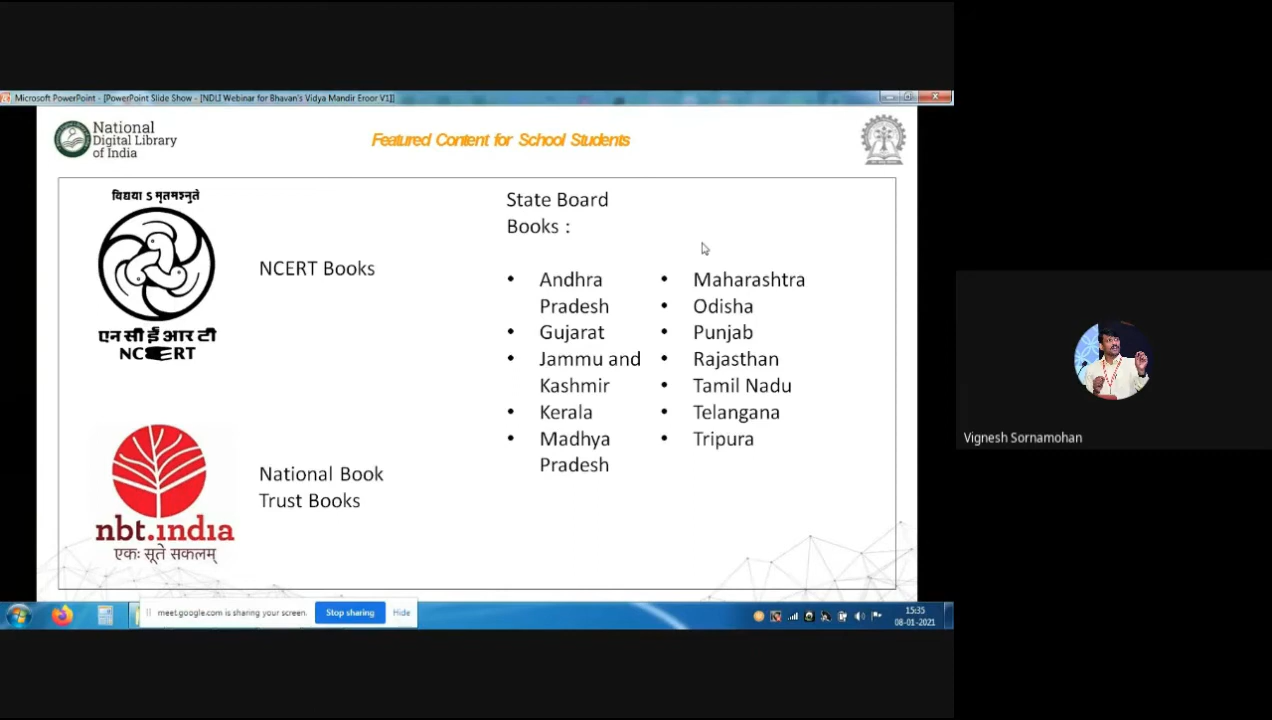 Microsoft PowerPoint - [PowerPoint Slide Show - [NDLI Webinar for Bhavan's Vidya Mandir Eroor V1]]
National
Digital Library
of India
Featured Content for School Students
विद्यया ऽ मृतमश्नुते
एन सी ई आर टी
NCERT
NCERT Books
nbt.india
एकः सूते सकलम्
National Book
Trust Books
State Board
Books :
• Andhra
Pradesh
• Gujarat
• Jammu and
Kashmir
• Kerala
• Madhya
Pradesh
• Maharashtra
• Odisha
• Punjab
• Rajasthan
• Tamil Nadu
• Telangana
• Tripura
Vignesh Sornamohan
meet.google.com is sharing your screen.
Stop sharing
Hide
15:35
08-01-2021